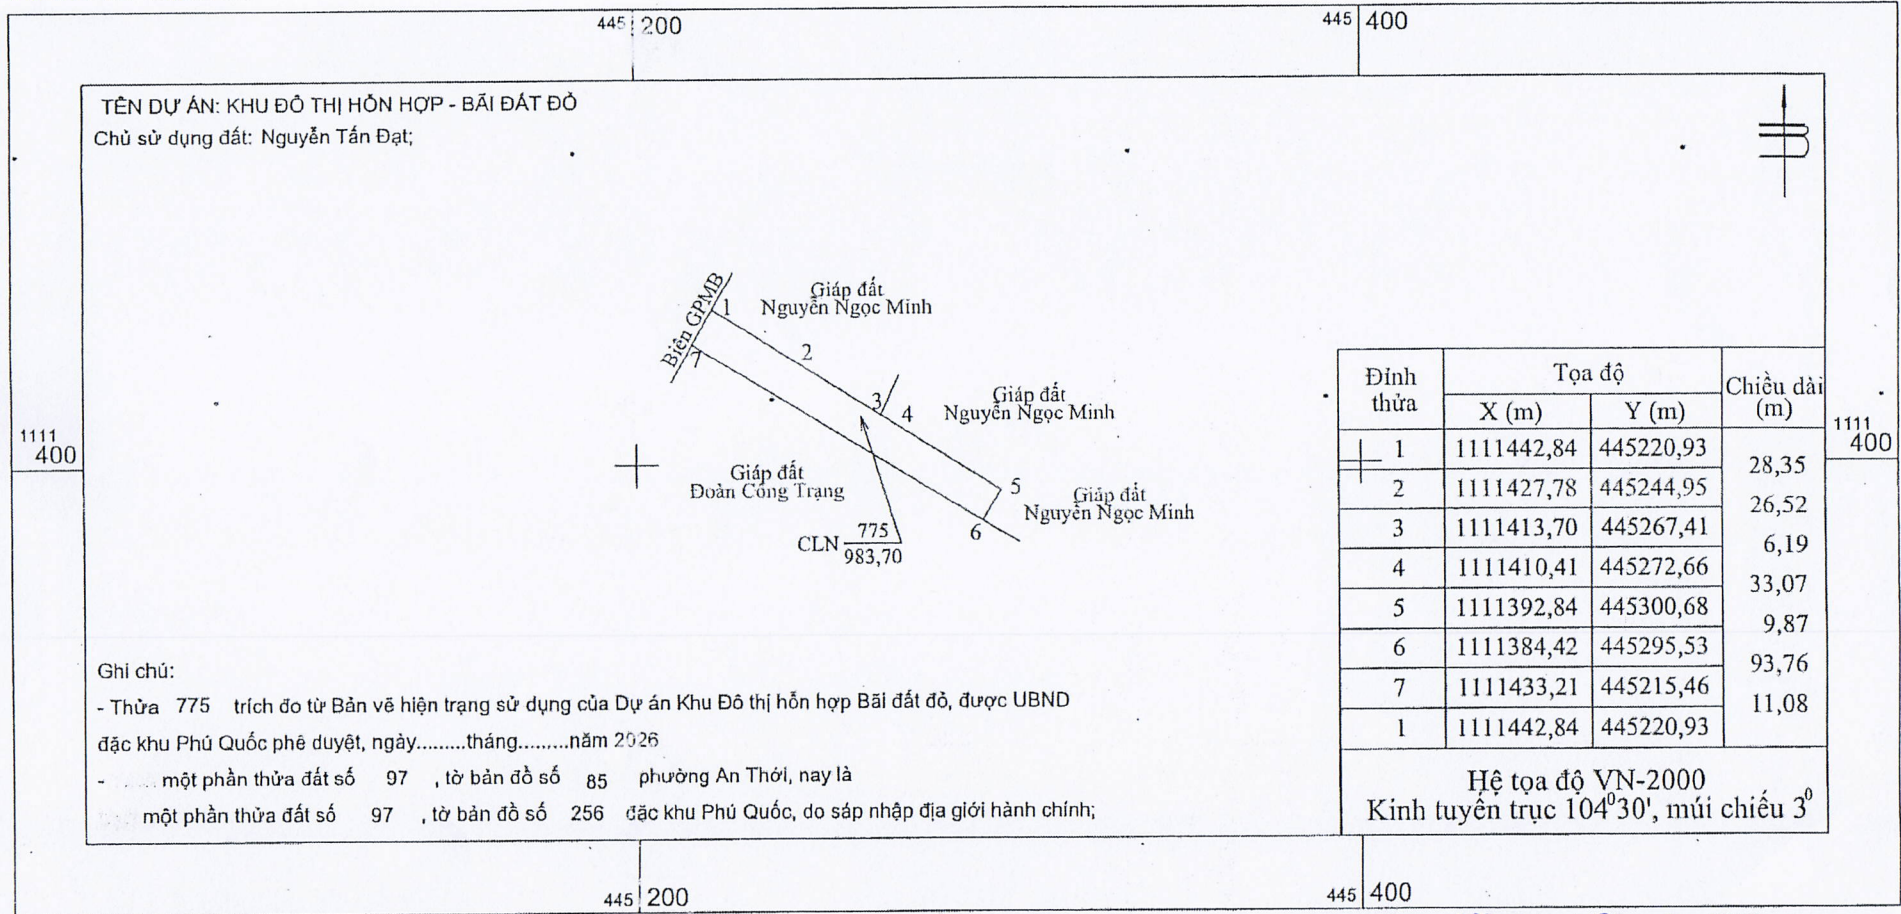 445 200
445 400
TÊN DỰ ÁN: KHU ĐÔ THỊ HỖN HỢP - BÃI ĐẤT ĐỎ
Chủ sử dụng đất: Nguyễn Tấn Đạt;
B
Biên GPMB
1
Giáp đất
Nguyễn Ngọc Minh
2
7
3
4
Giáp đất
Nguyễn Ngọc Minh
1111
400
Giáp đất
Đoàn Công Trạng
5
Giáp đất
Nguyễn Ngọc Minh
6
CLN 775
983,70
Đỉnh thửa Tọa độ Chiều dài (m)
X (m) Y (m)
1 1111442,84 445220,93
28,35
2 1111427,78 445244,95
26,52
3 1111413,70 445267,41
6,19
4 1111410,41 445272,66
33,07
5 1111392,84 445300,68
9,87
6 1111384,42 445295,53
93,76
7 1111433,21 445215,46
11,08
1 1111442,84 445220,93
1111
400
Hệ tọa độ VN-2000
Kinh tuyến trục 104⁰30', múi chiếu 3⁰
Ghi chú:
- Thửa 775 trích đo từ Bản vẽ hiện trạng sử dụng của Dự án Khu Đô thị hỗn hợp Bãi đất đỏ, được UBND
đặc khu Phú Quốc phê duyệt, ngày.........tháng.........năm 2026
- một phần thửa đất số 97 , tờ bản đồ số 85 phường An Thới, nay là
một phần thửa đất số 97 , tờ bản đồ số 256 đặc khu Phú Quốc, do sáp nhập địa giới hành chính;
445 200
445 400